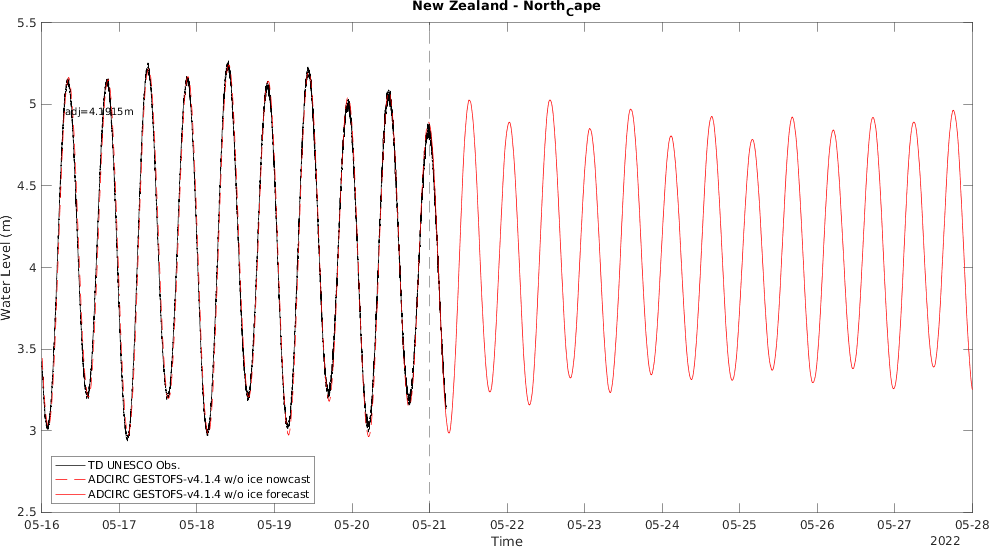 New Zealand - NorthCape
5.5
5
4.5
4
3.5
3
2.5
Water Level (m)
adj=4.1915m
TD UNESCO Obs.
ADCIRC GESTOFS-v4.1.4 w/o ice nowcast
ADCIRC GESTOFS-v4.1.4 w/o ice forecast
05-16 05-17 05-18 05-19 05-20 05-21 05-22 05-23 05-24 05-25 05-26 05-27 05-28
Time
2022